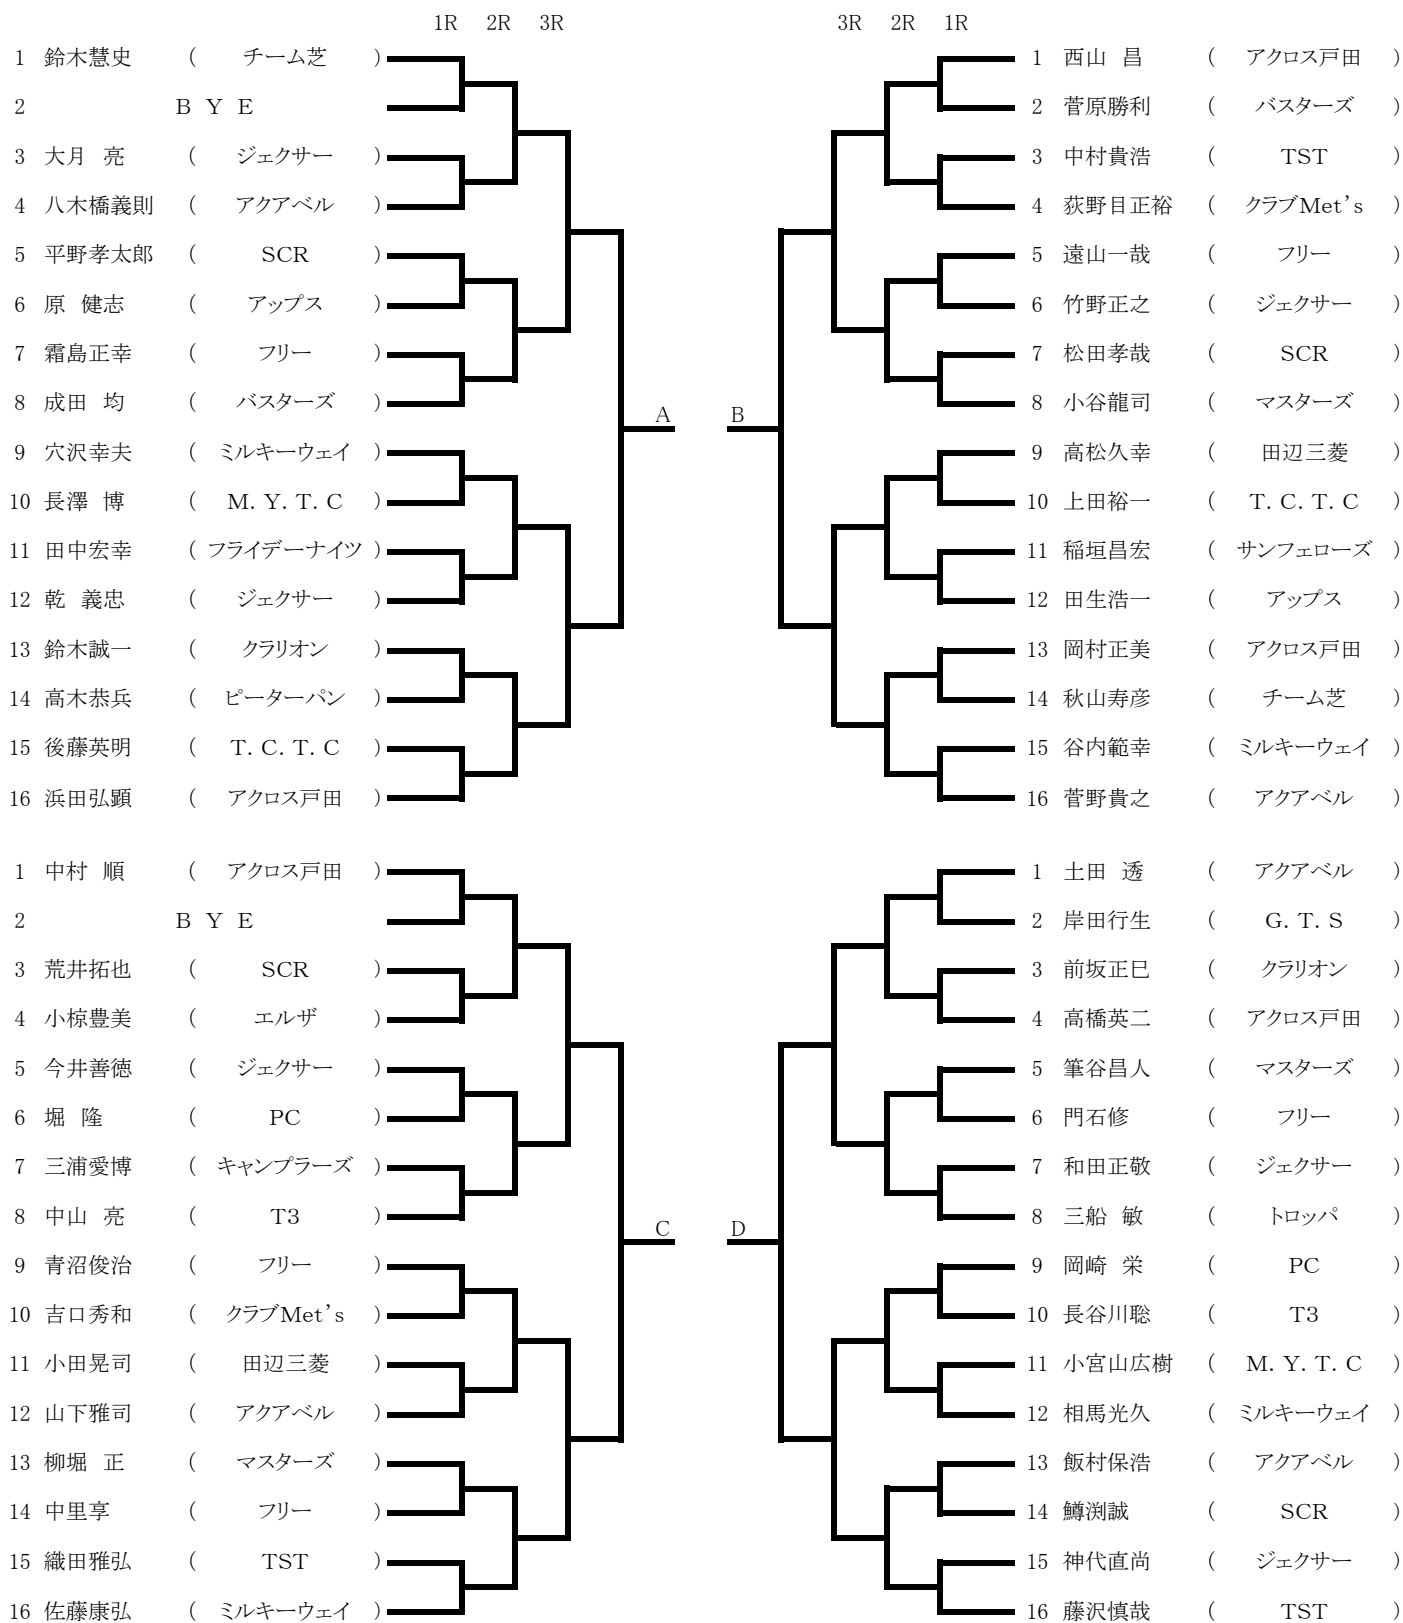 1R 2R 3R
1 鈴木慧史 ( チーム芝 )
2 B Y E
3 大月 亮 ( ジェクサー )
4 八木橋義則 ( アクアベル )
5 平野孝太郎 ( SCR )
6 原 健志 ( アップス )
7 霜島正幸 ( フリー )
8 成田 均 ( バスターズ )
9 穴沢幸夫 ( ミルキーウェイ )
10 長澤 博 ( M. Y. T. C )
11 田中宏幸 ( フライデーナイツ )
12 乾 義忠 ( ジェクサー )
13 鈴木誠一 ( クラリオン )
14 高木恭兵 ( ピーターパン )
15 後藤英明 ( T. C. T. C )
16 浜田弘顕 ( アクロス戸田 )
A
3R 2R 1R
1 西山 昌 ( アクロス戸田 )
2 菅原勝利 ( バスターズ )
3 中村貴浩 ( TST )
4 荻野目正裕 ( クラブMet's )
5 遠山一哉 ( フリー )
6 竹野正之 ( ジェクサー )
7 松田孝哉 ( SCR )
8 小谷龍司 ( マスターズ )
9 高松久幸 ( 田辺三菱 )
10 上田裕一 ( T. C. T. C )
11 稲垣昌宏 ( サンフェローズ )
12 田生浩一 ( アップス )
13 岡村正美 ( アクロス戸田 )
14 秋山寿彦 ( チーム芝 )
15 谷内範幸 ( ミルキーウェイ )
16 菅野貴之 ( アクアベル )
B
1 中村 順 ( アクロス戸田 )
2 B Y E
3 荒井拓也 ( SCR )
4 小椋豊美 ( エルザ )
5 今井善徳 ( ジェクサー )
6 堀 隆 ( PC )
7 三浦愛博 ( キャンプラーズ )
8 中山 亮 ( T3 )
9 青沼俊治 ( フリー )
10 吉口秀和 ( クラブMet's )
11 小田晃司 ( 田辺三菱 )
12 山下雅司 ( アクアベル )
13 柳堀 正 ( マスターズ )
14 中里享 ( フリー )
15 織田雅弘 ( TST )
16 佐藤康弘 ( ミルキーウェイ )
C
1 土田 透 ( アクアベル )
2 岸田行生 ( G. T. S )
3 前坂正巳 ( クラリオン )
4 高橋英二 ( アクロス戸田 )
5 筆谷昌人 ( マスターズ )
6 門石修 ( フリー )
7 和田正敬 ( ジェクサー )
8 三船 敏 ( トロッパ )
9 岡崎 栄 ( PC )
10 長谷川聡 ( T3 )
11 小宮山広樹 ( M. Y. T. C )
12 相馬光久 ( ミルキーウェイ )
13 飯村保浩 ( アクアベル )
14 鱒渕誠 ( SCR )
15 神代直尚 ( ジェクサー )
16 藤沢慎哉 ( TST )
D